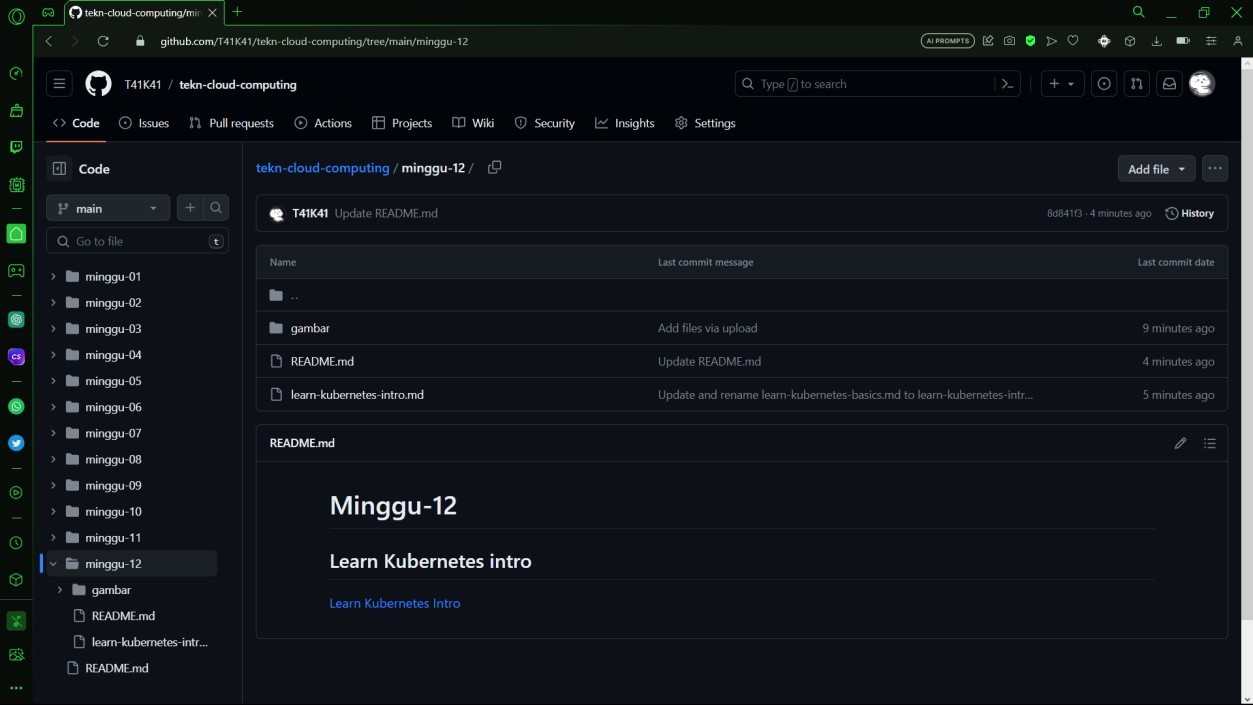 tekn-cloud-computing/min
github.com/T41K41/tekn-cloud-computing/tree/main/minggu-12
AI PROMPTS
T41K41 / tekn-cloud-computing
Type / to search
Code Issues Pull requests Actions Projects Wiki Security Insights Settings
Code
main
Go to file t
minggu-01
minggu-02
minggu-03
minggu-04
minggu-05
minggu-06
minggu-07
minggu-08
minggu-09
minggu-10
minggu-11
minggu-12
gambar
README.md
learn-kubernetes-intr...
README.md
tekn-cloud-computing / minggu-12 /
Add file
T41K41 Update README.md 8d841f3 · 4 minutes ago History
Name Last commit message Last commit date
..
gambar Add files via upload 9 minutes ago
README.md Update README.md 4 minutes ago
learn-kubernetes-intro.md Update and rename learn-kubernetes-basics.md to learn-kubernetes-intr... 5 minutes ago
README.md
Minggu-12
Learn Kubernetes intro
Learn Kubernetes Intro
CS